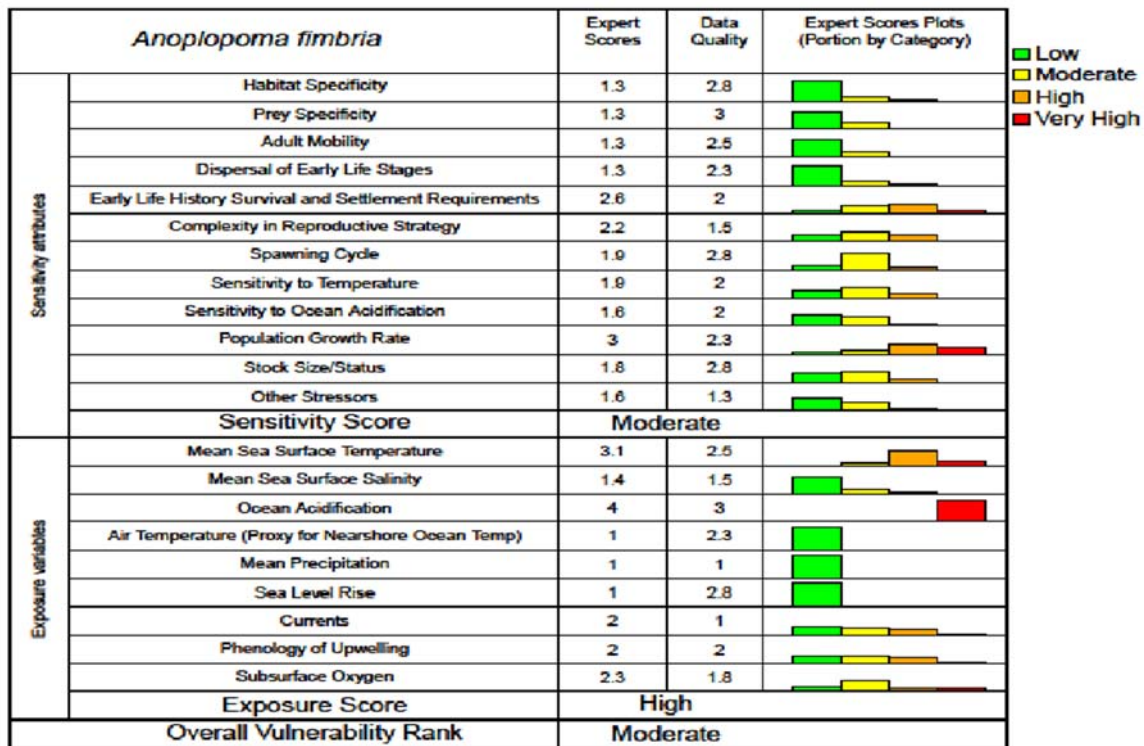 Anoplopoma fimbria Expert Scores Data Quality Expert Scores Plots (Portion by Category)
Low
Moderate
High
Very High
Sensitivity attributes
Habitat Specificity 1.3 2.8
Prey Specificity 1.3 3
Adult Mobility 1.3 2.5
Dispersal of Early Life Stages 1.3 2.3
Early Life History Survival and Settlement Requirements 2.6 2
Complexity in Reproductive Strategy 2.2 1.5
Spawning Cycle 1.9 2.8
Sensitivity to Temperature 1.9 2
Sensitivity to Ocean Acidification 1.6 2
Population Growth Rate 3 2.3
Stock Size/Status 1.8 2.8
Other Stressors 1.6 1.3
Sensitivity Score Moderate
Exposure variables
Mean Sea Surface Temperature 3.1 2.5
Mean Sea Surface Salinity 1.4 1.5
Ocean Acidification 4 3
Air Temperature (Proxy for Nearshore Ocean Temp) 1 2.3
Mean Precipitation 1 1
Sea Level Rise 1 2.8
Currents 2 1
Phenology of Upwelling 2 2
Subsurface Oxygen 2.3 1.8
Exposure Score High
Overall Vulnerability Rank Moderate